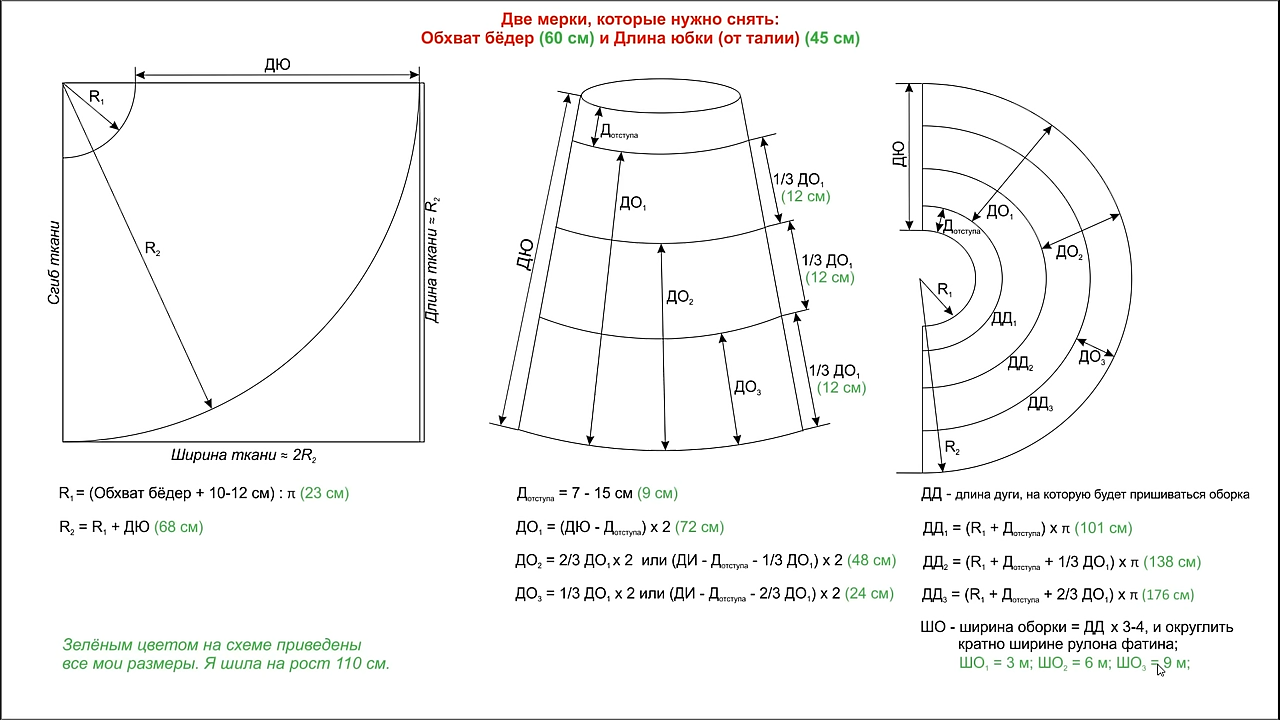 Две мерки, которые нужно снять:
Обхват бёдер (60 см) и Длина юбки (от талии) (45 см)
ДЮ
R₁
R₂
Сгиб ткани
Длина ткани ≈ R₂
Ширина ткани ≈ 2R₂
R₁ = (Обхват бёдер + 10-12 см) : π (23 см)
R₂ = R₁ + ДЮ (68 см)
Зелёным цветом на схеме приведены
все мои размеры. Я шила на рост 110 см.
Дотступа
ДО₁
1/3 ДО₁
(12 см)
ДЮ
1/3 ДО₁
(12 см)
ДО₂
1/3 ДО₁
(12 см)
ДО₃
Дотступа = 7 - 15 см (9 см)
ДО₁ = (ДЮ - Дотступа) х 2 (72 см)
ДО₂ = 2/3 ДО₁ х 2 или (ДИ - Дотступа - 1/3 ДО₁) х 2 (48 см)
ДО₃ = 1/3 ДО₁ х 2 или (ДИ - Дотступа - 2/3 ДО₁) х 2 (24 см)
ДЮ
ДО₁
Дотступа
ДО₂
R₁
ДД₁
ДО₃
ДД₂
ДД₃
R₂
ДД - длина дуги, на которую будет пришиваться оборка
ДД₁ = (R₁ + Дотступа) х π (101 см)
ДД₂ = (R₁ + Дотступа + 1/3 ДО₁) х π (138 см)
ДД₃ = (R₁ + Дотступа + 2/3 ДО₁) х π (176 см)
ШО - ширина оборки = ДД х 3-4, и округлить
кратно ширине рулона фатина;
ШО₁ = 3 м; ШО₂ = 6 м; ШО₃ = 9 м;